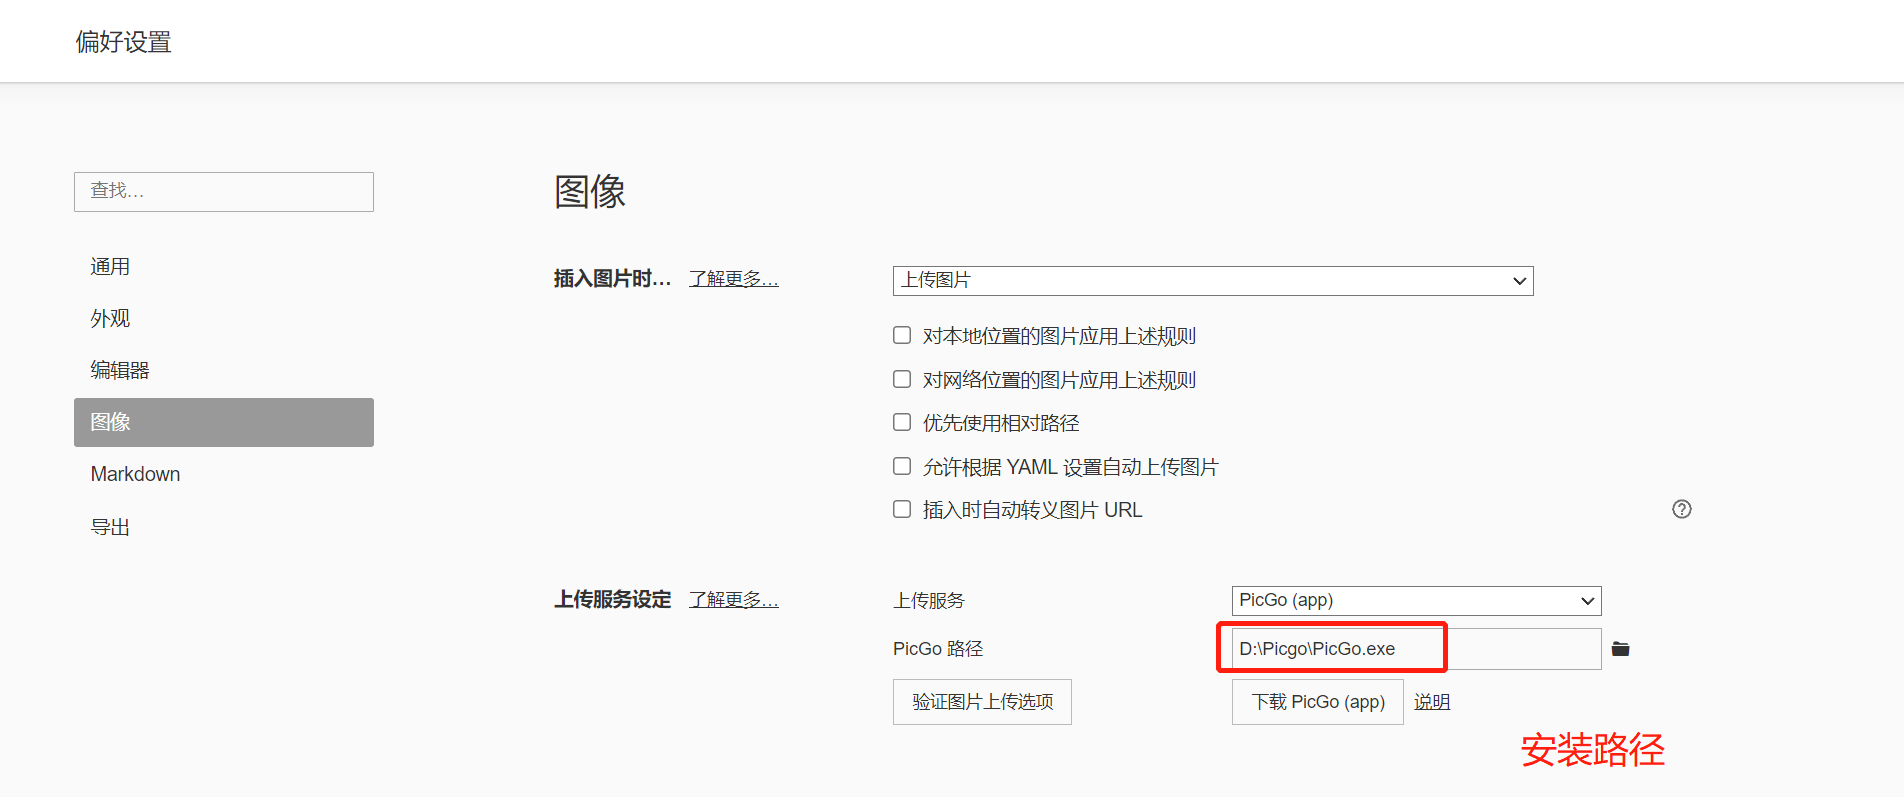 偏好设置
查找...
通用
外观
编辑器
图像
Markdown
导出
图像
插入图片时... 了解更多... 上传图片
对本地位置的图片应用上述规则
对网络位置的图片应用上述规则
优先使用相对路径
允许根据 YAML 设置自动上传图片
插入时自动转义图片 URL ?
上传服务设定 了解更多... 上传服务 PicGo (app)
PicGo 路径 D:\Picgo\PicGo.exe
验证图片上传选项 下载 PicGo (app) 说明
安装路径